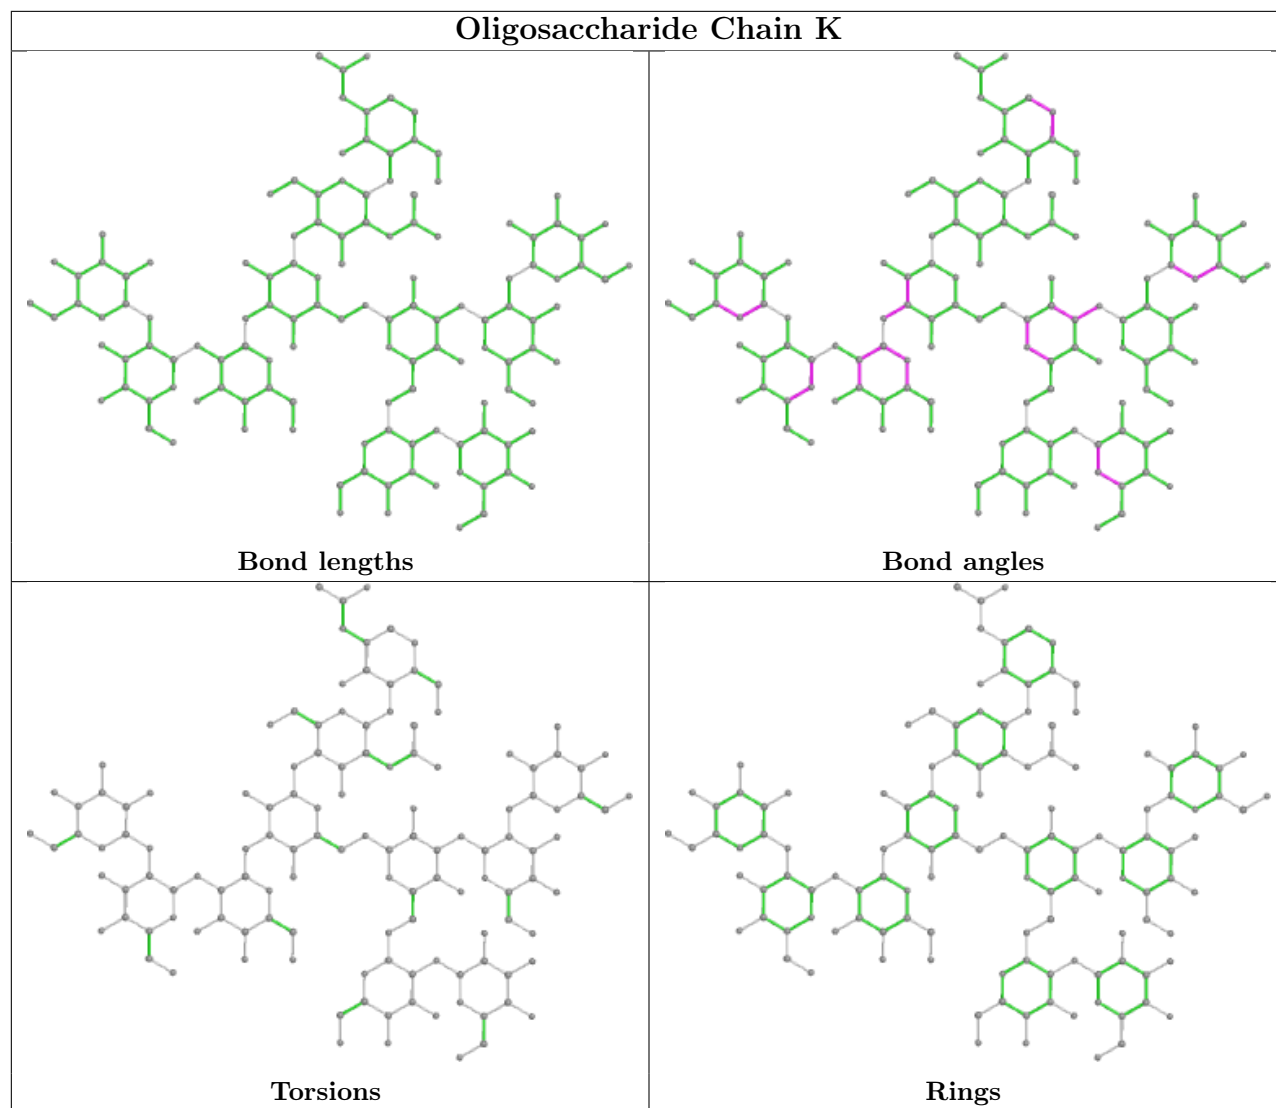 Oligosaccharide Chain K
Bond lengths
Bond angles
Torsions
Rings